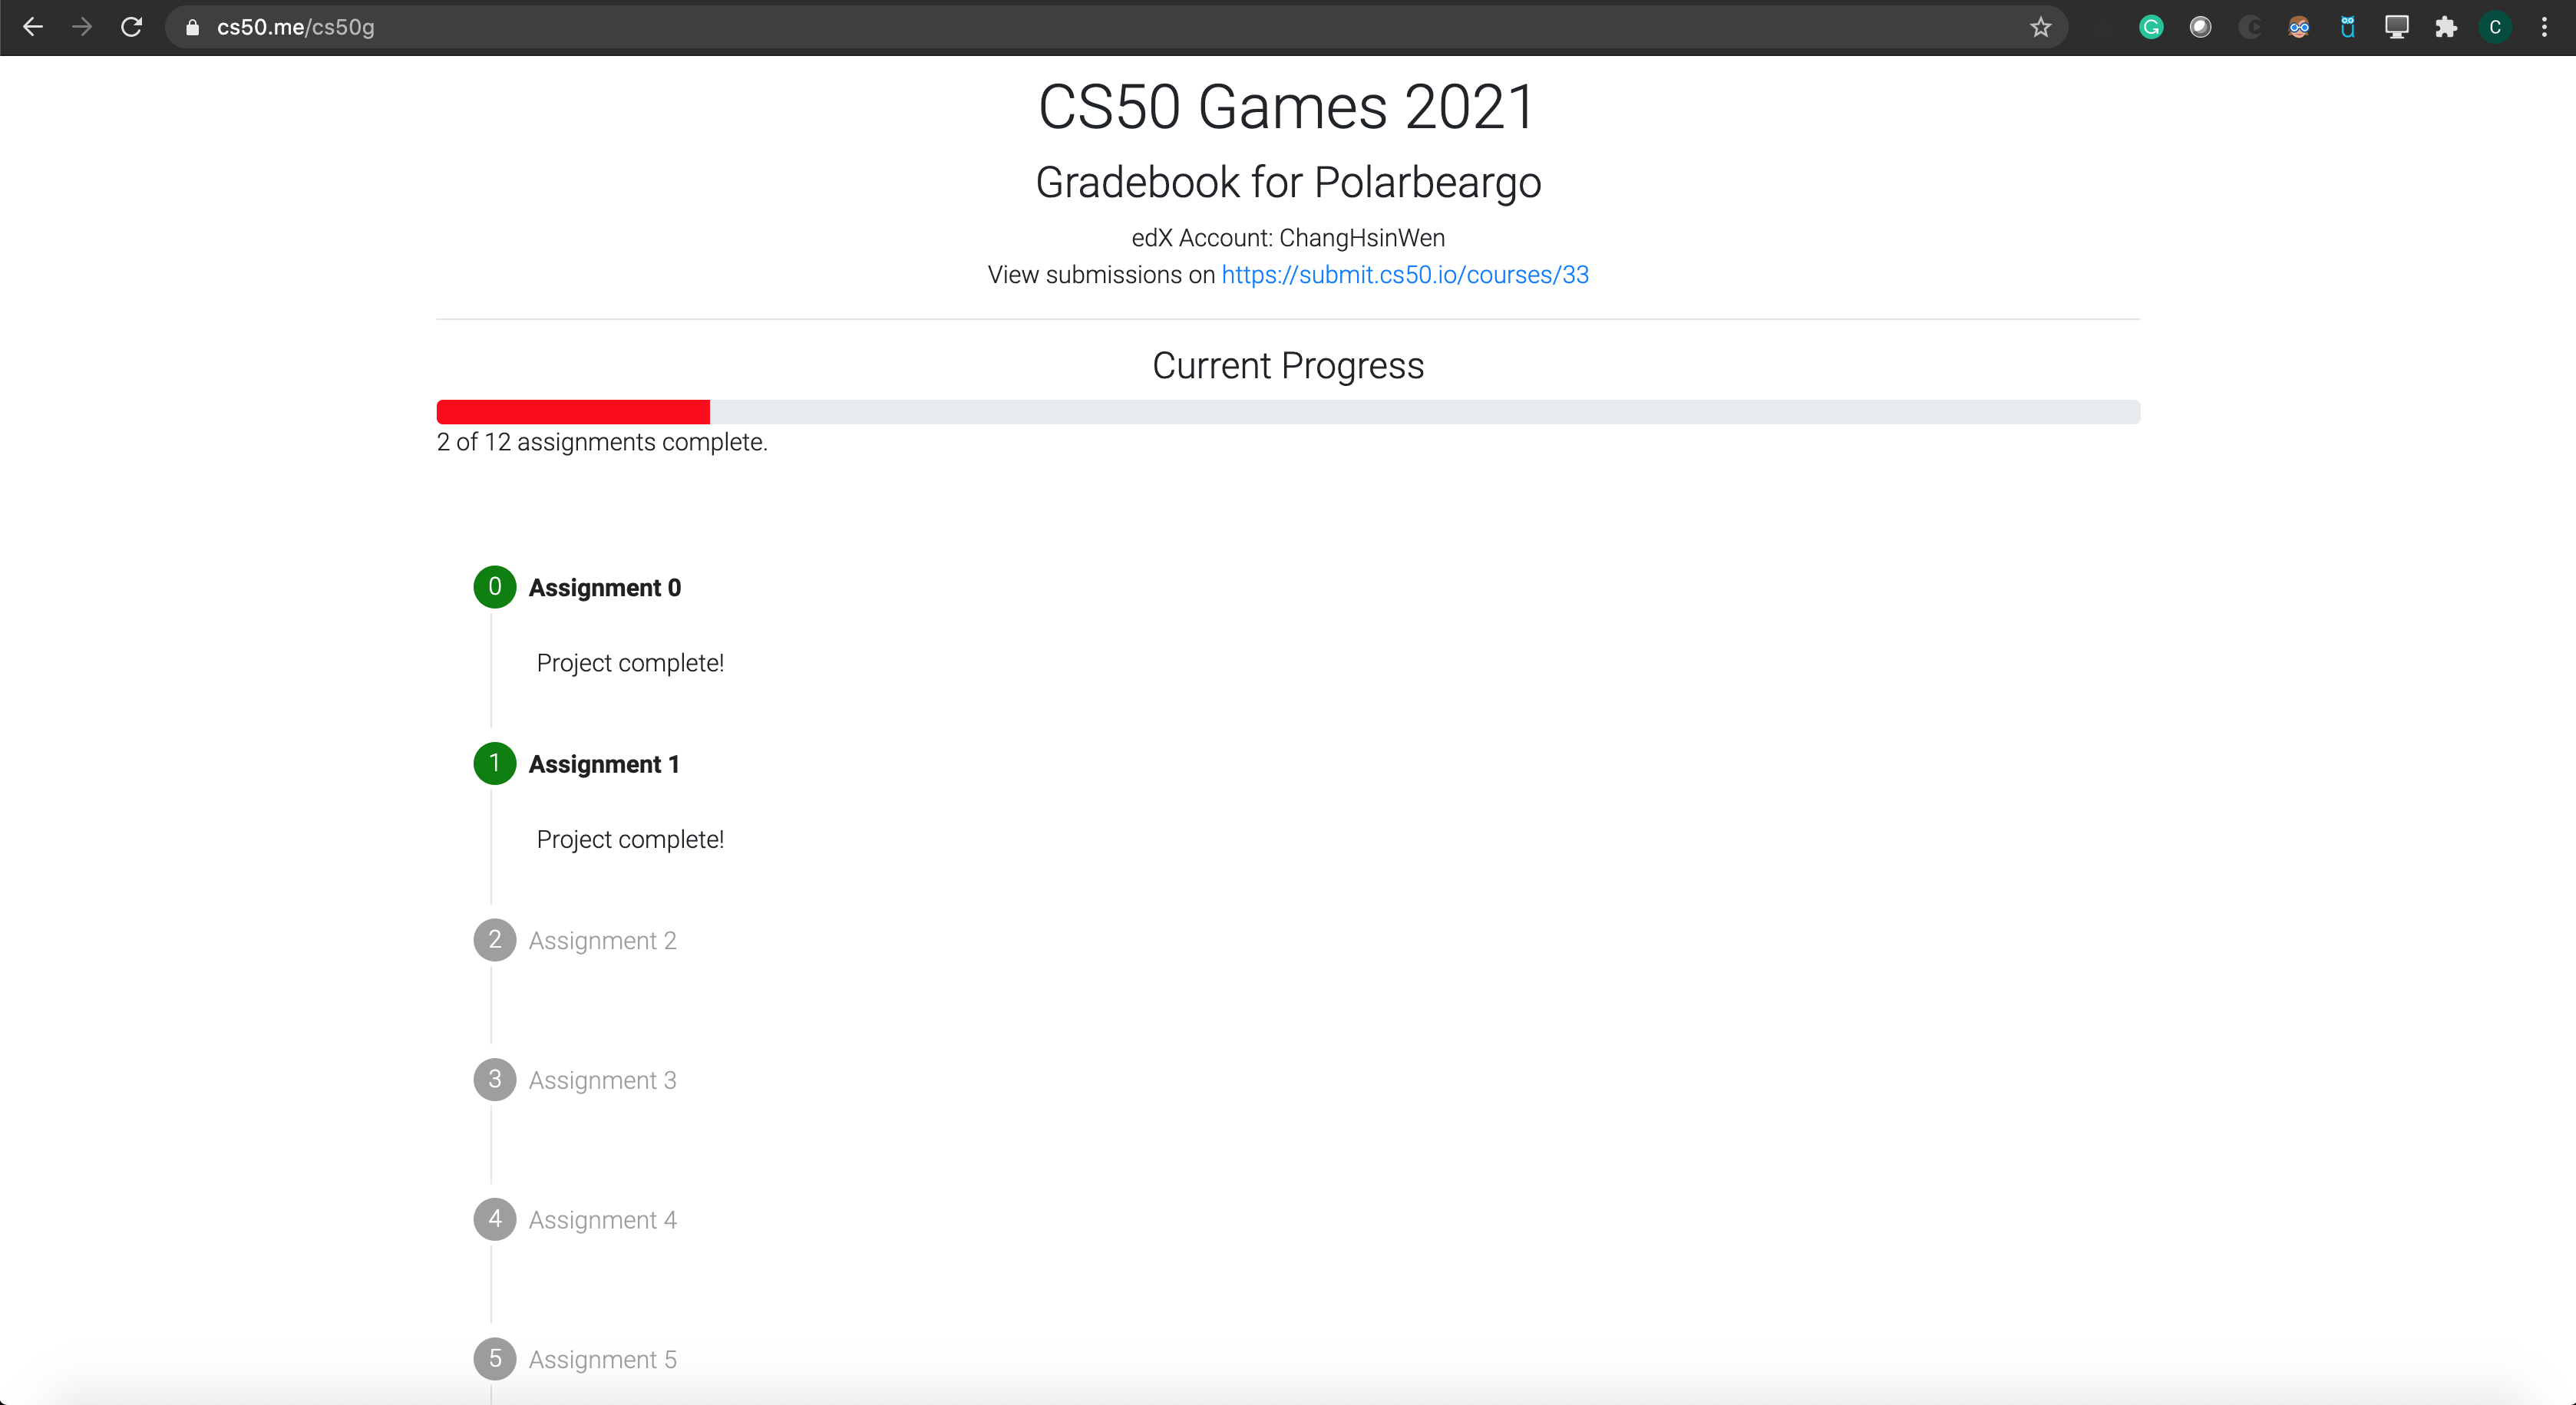 cs50.me/cs50g
C
CS50 Games 2021
Gradebook for Polarbeargo
edX Account: ChangHsinWen
View submissions on https://submit.cs50.io/courses/33
Current Progress
2 of 12 assignments complete.
0 Assignment 0
Project complete!
1 Assignment 1
Project complete!
2 Assignment 2
3 Assignment 3
4 Assignment 4
5 Assignment 5